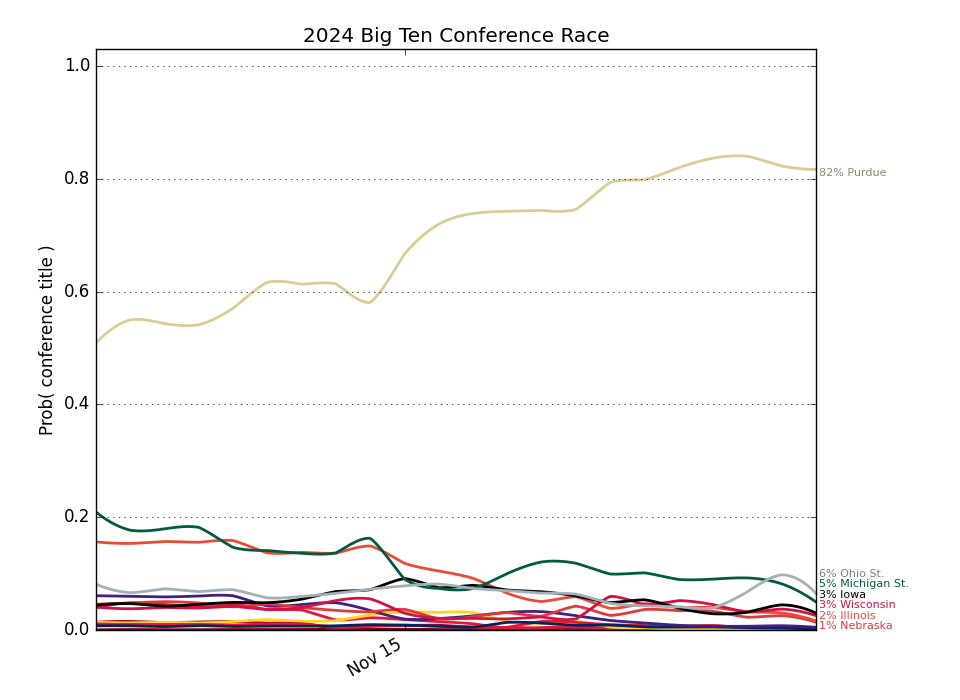 2024 Big Ten Conference Race
1.0
0.8
0.6
0.4
0.2
0.0
Prob( conference title )
Nov 15
82% Purdue
6% Ohio St.
5% Michigan St.
3% Iowa
3% Wisconsin
2% Illinois
1% Nebraska